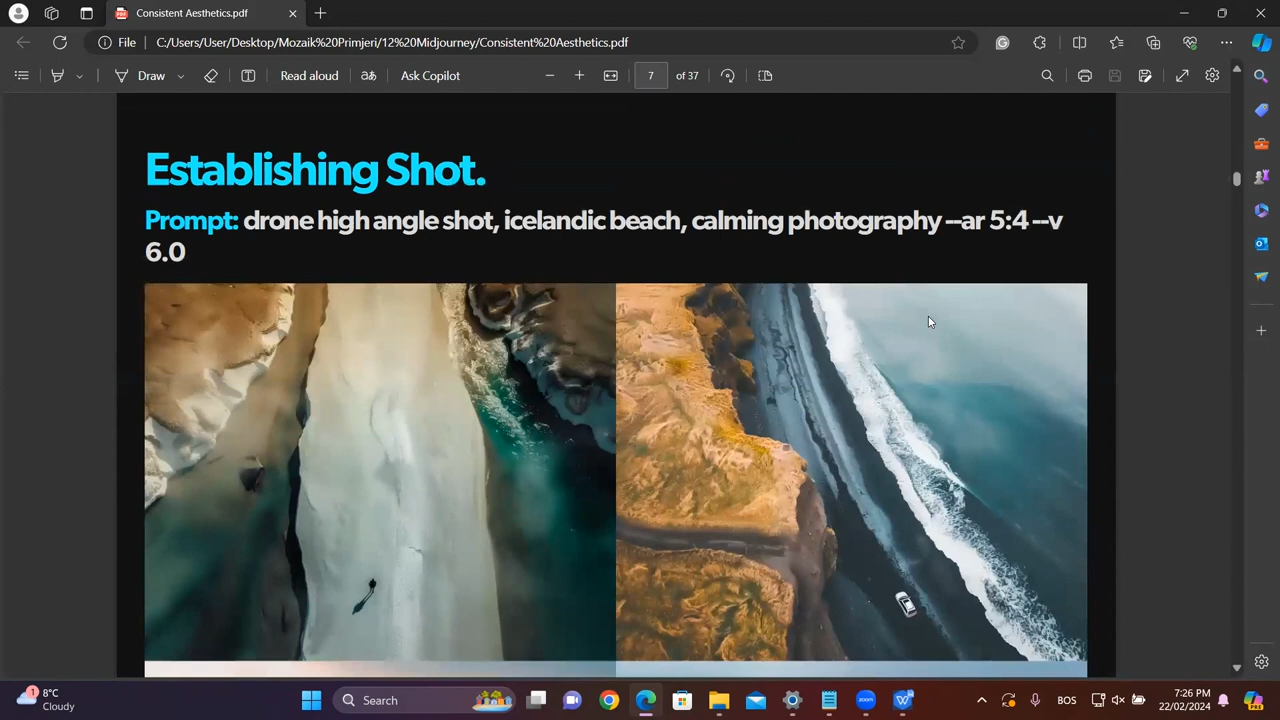 Consistent Aesthetics.pdf
File C:/Users/User/Desktop/Mozaik%20Primjeri/12%20Midjourney/Consistent%20Aesthetics.pdf
Draw Read aloud Ask Copilot 7 of 37
Establishing Shot.
Prompt: drone high angle shot, icelandic beach, calming photography --ar 5:4 --v
6.0
1
8°C
Cloudy
Search
BOS
7:26 PM
22/02/2024